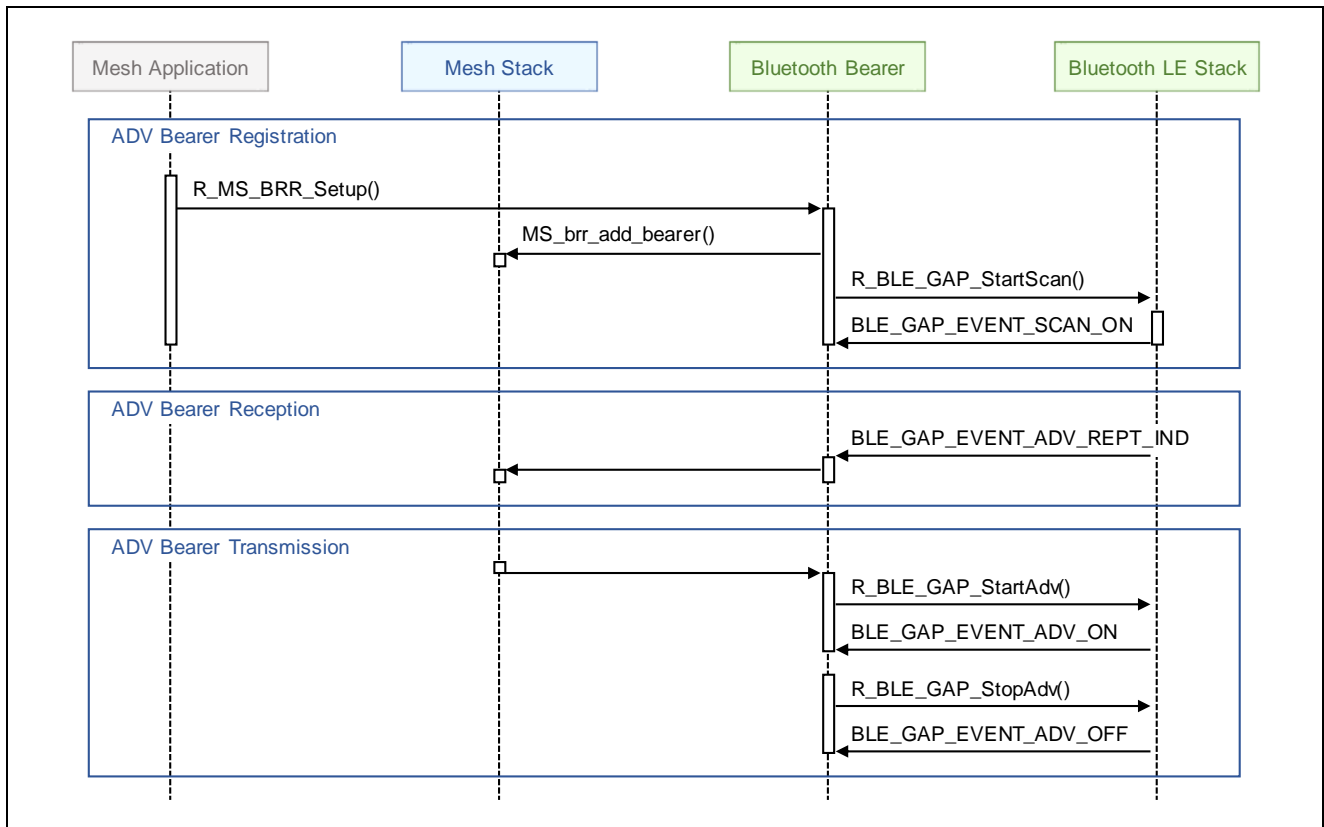 Mesh Application
Mesh Stack
Bluetooth Bearer
Bluetooth LE Stack
ADV Bearer Registration
R_MS_BRR_Setup()
MS_brr_add_bearer()
R_BLE_GAP_StartScan()
BLE_GAP_EVENT_SCAN_ON
ADV Bearer Reception
BLE_GAP_EVENT_ADV_REPT_IND
ADV Bearer Transmission
R_BLE_GAP_StartAdv()
BLE_GAP_EVENT_ADV_ON
R_BLE_GAP_StopAdv()
BLE_GAP_EVENT_ADV_OFF